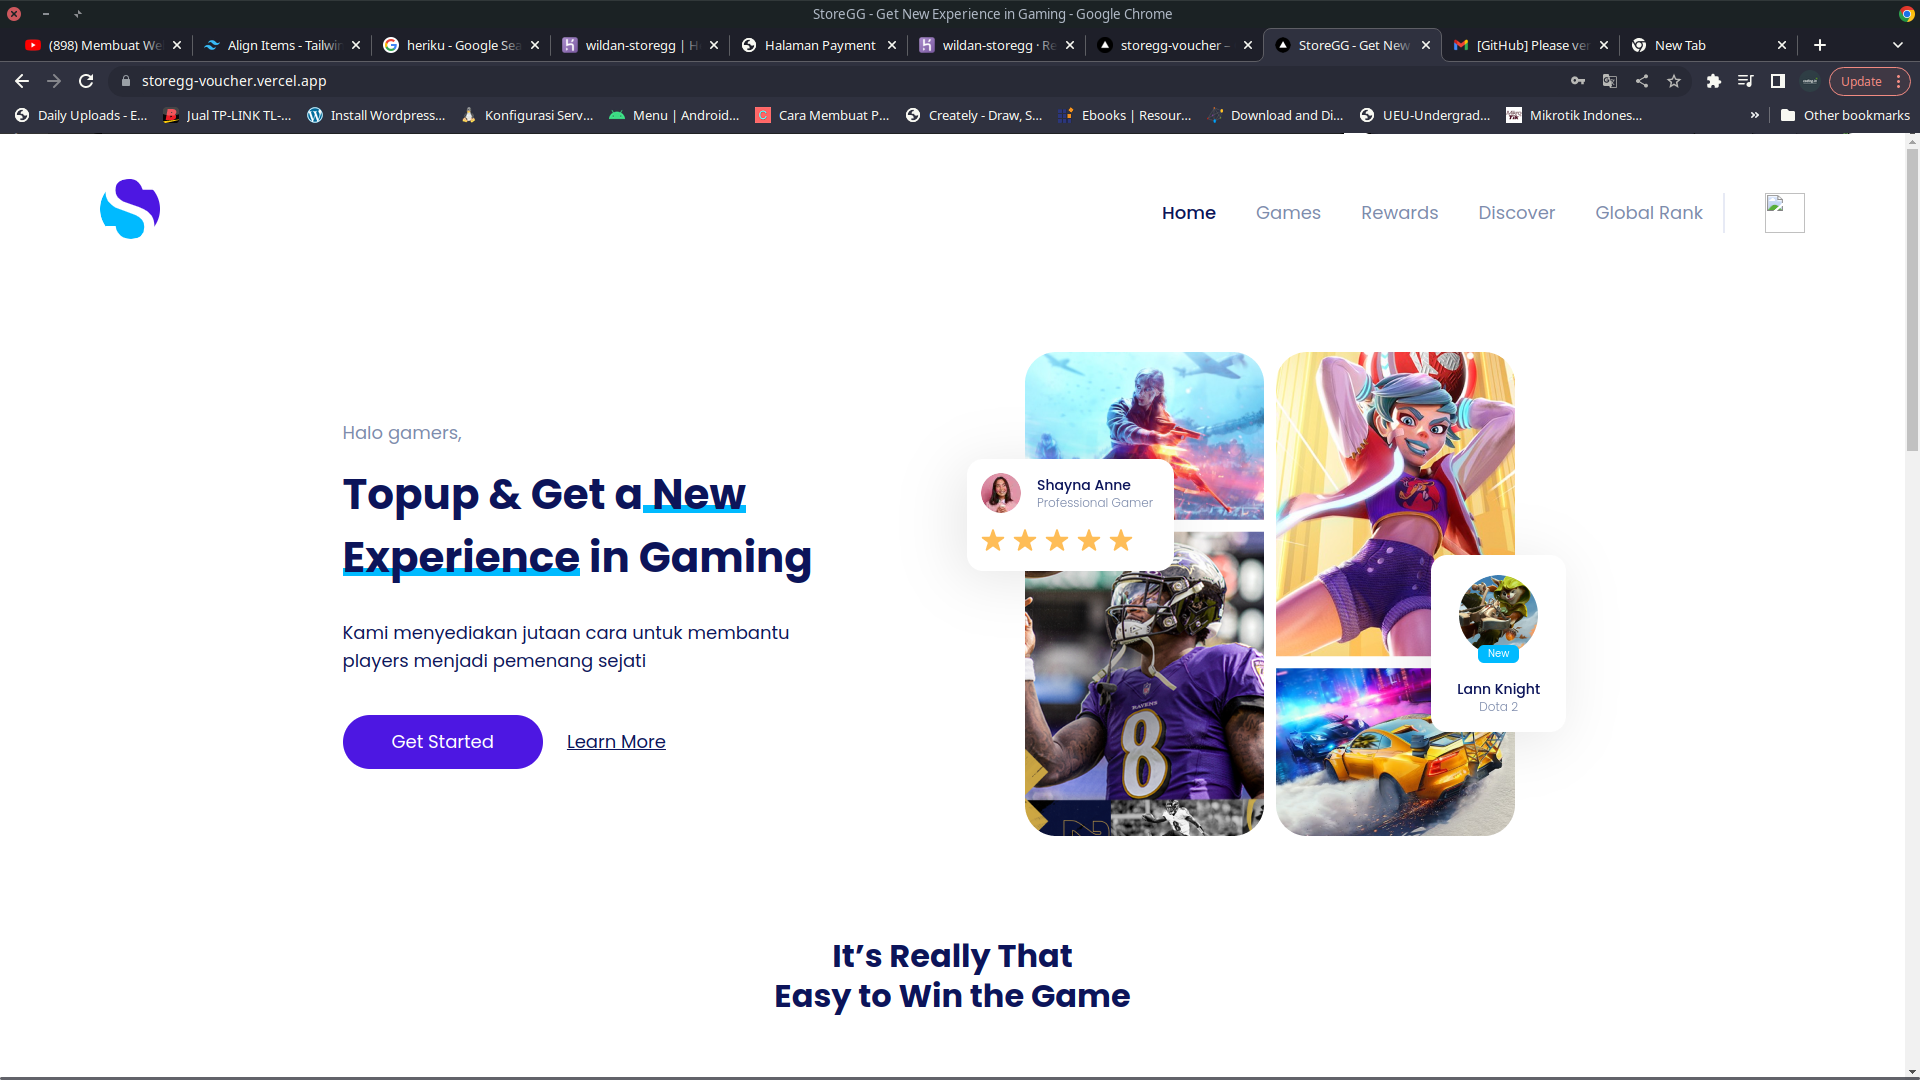 StoreGG - Get New Experience in Gaming - Google Chrome
(898) Membuat We
Align Items - Tailwin
heriku - Google Sea
wildan-storegg | H
Halaman Payment
wildan-storegg · Re
storegg-voucher –
StoreGG - Get New
[GitHub] Please ver
New Tab
storegg-voucher.vercel.app
Update
Daily Uploads - E...
Jual TP-LINK TL-...
Install Wordpress...
Konfigurasi Serv...
Menu | Android...
Cara Membuat P...
Creately - Draw, S...
Ebooks | Resour...
Download and Di...
UEU-Undergrad...
Mikrotik Indones...
»
Other bookmarks
Home
Games
Rewards
Discover
Global Rank
Halo gamers,
Topup & Get a New
Experience in Gaming
Kami menyediakan jutaan cara untuk membantu
players menjadi pemenang sejati
Get Started
Learn More
Shayna Anne
Professional Gamer
RAVENS
8
New
Lann Knight
Dota 2
It’s Really That
Easy to Win the Game